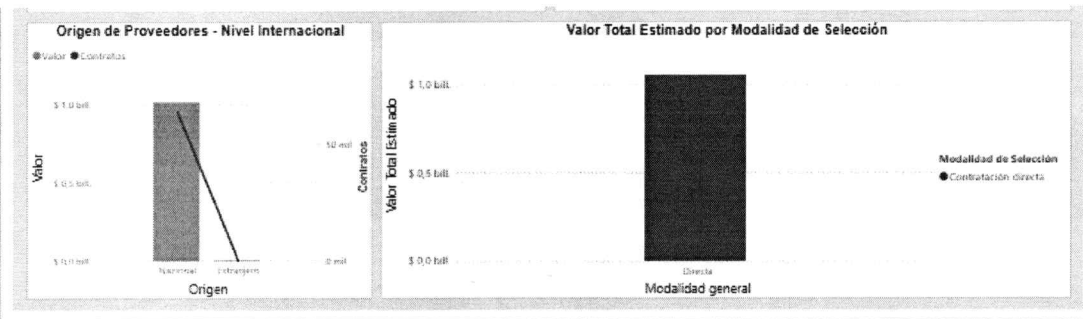 Origen de Proveedores - Nivel Internacional
Valor Contratos
$ 1,0 bill.
$ 0,5 bill.
$ 0,0 bill.
Valor
50 mil
0 mil
Contratos
Nacional Extranjero
Origen
Valor Total Estimado por Modalidad de Selección
$ 1,0 bill.
$ 0,5 bill.
$ 0,0 bill.
Valor Total Estimado
Directa
Modalidad general
Modalidad de Selección
Contratación directa